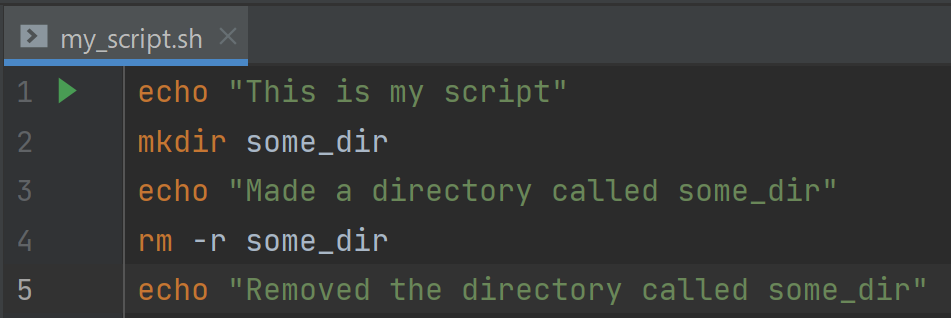 my_script.sh
1 echo "This is my script"
2 mkdir some_dir
3 echo "Made a directory called some_dir"
4 rm -r some_dir
5 echo "Removed the directory called some_dir"